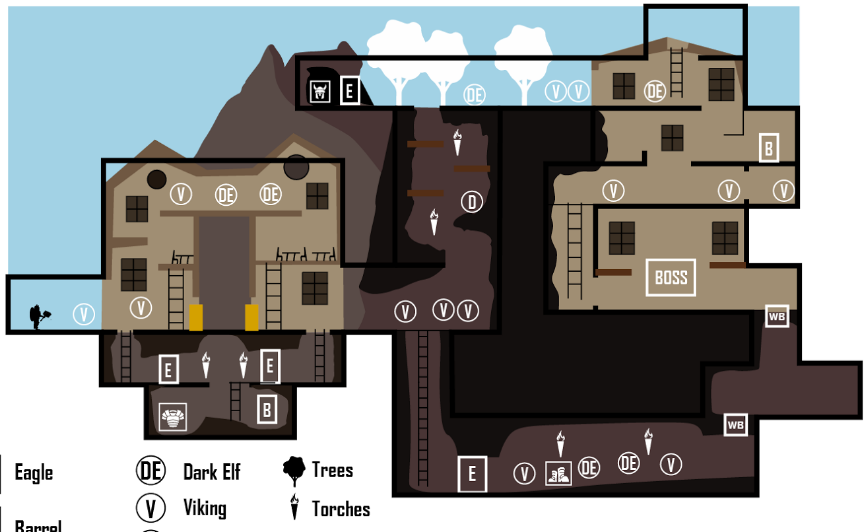 E
DE
V V
DE
B
V DE DE
D
V
V
V
BOSS
V
V
V
V V
WB
E
E
B
WB
E
V
DE
DE
V
Eagle
DE Dark Elf
Trees
V Viking
Torches
Barrel